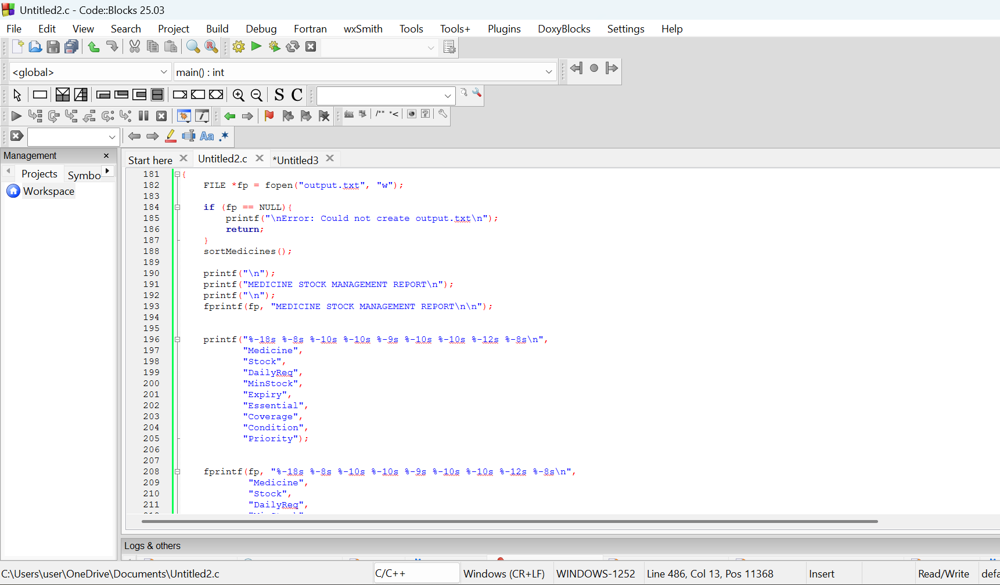 Untitled2.c - Code::Blocks 25.03
File Edit View Search Project Build Debug Fortran wxSmith Tools Tools+ Plugins DoxyBlocks Settings Help
<global> main() : int
S C
/** *<
Aa .*
Management
Start here Untitled2.c *Untitled3
Projects Symbo
Workspace
181 {
182 FILE *fp = fopen("output.txt", "w");
183
184 if (fp == NULL){
185 printf("\nError: Could not create output.txt\n");
186 return;
187 }
188 sortMedicines();
189
190 printf("\n");
191 printf("MEDICINE STOCK MANAGEMENT REPORT\n");
192 printf("\n");
193 fprintf(fp, "MEDICINE STOCK MANAGEMENT REPORT\n\n");
194
195
196 printf("%-18s %-8s %-10s %-10s %-9s %-10s %-10s %-12s %-8s\n",
197 "Medicine",
198 "Stock",
199 "DailyReq",
200 "MinStock",
201 "Expiry",
202 "Essential",
203 "Coverage",
204 "Condition",
205 "Priority");
206
207
208 fprintf(fp, "%-18s %-8s %-10s %-10s %-9s %-10s %-10s %-12s %-8s\n",
209 "Medicine",
210 "Stock",
211 "DailyReq",
Logs & others
C:\Users\user\OneDrive\Documents\Untitled2.c C/C++ Windows (CR+LF) WINDOWS-1252 Line 486, Col 13, Pos 11368 Insert Read/Write defa